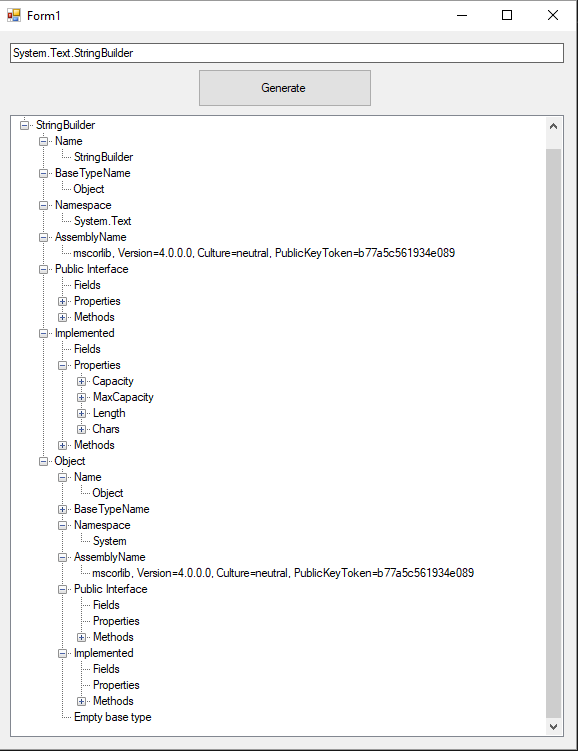 Form1
System.Text.StringBuilder
Generate
StringBuilder
Name
StringBuilder
BaseTypeName
Object
Namespace
System.Text
AssemblyName
mscorlib, Version=4.0.0.0, Culture=neutral, PublicKeyToken=b77a5c561934e089
Public Interface
Fields
Properties
Methods
Implemented
Fields
Properties
Capacity
MaxCapacity
Length
Chars
Methods
Object
Name
Object
BaseTypeName
Namespace
System
AssemblyName
mscorlib, Version=4.0.0.0, Culture=neutral, PublicKeyToken=b77a5c561934e089
Public Interface
Fields
Properties
Methods
Implemented
Fields
Properties
Methods
Empty base type